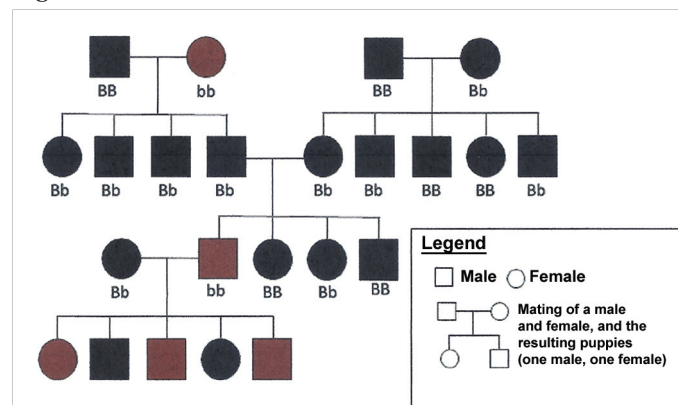 BB bb BB Bb
Bb Bb Bb Bb Bb Bb BB BB Bb
Bb bb BB Bb BB
Legend
Male Female
Mating of a male
and female, and the
resulting puppies
(one male, one female)